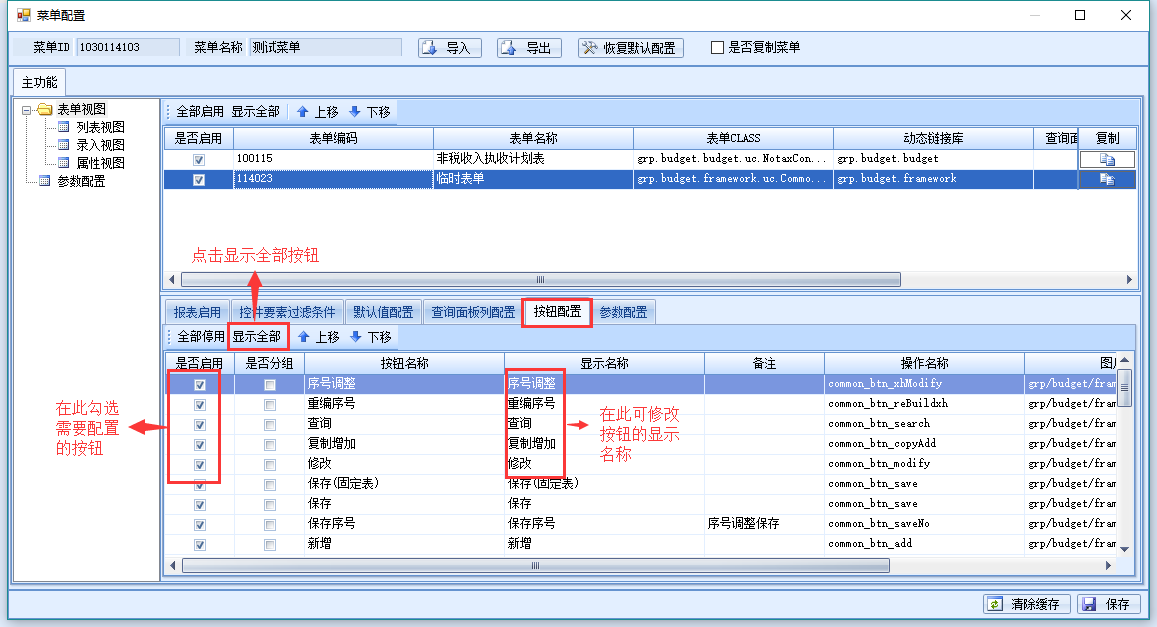 菜单配置
菜单ID 1030114103 菜单名称 测试菜单 导入 导出 恢复默认配置 是否复制菜单
主功能
表单视图
列表视图
录入视图
属性视图
参数配置
全部启用 显示全部 上移 下移
是否启用 表单编码 表单名称 表单CLASS 动态链接库 查询面 复制
100115 非税收入执收计划表 grp.budget.budget.uc.NotaxCon... grp.budget.budget
114023 临时表单 grp.budget.framework.uc.Commo... grp.budget.framework
点击显示全部按钮
报表启用 控件要素过滤条件 默认值配置 查询面板列配置 按钮配置 参数配置
全部停用 显示全部 上移 下移
是否启用 是否分组 按钮名称 显示名称 备注 操作名称
序号调整 序号调整 common_btn_xhModify grp/budget/fram
重编序号 重编序号 common_btn_reBuildxh grp/budget/fram
查询 查询 common_btn_search grp/budget/fram
复制增加 复制增加 common_btn_copyAdd grp/budget/fram
修改 修改 common_btn_modify grp/budget/fram
保存(固定表) 保存(固定表) common_btn_save grp/budget/fram
保存 保存 common_btn_save grp/budget/fram
保存序号 保存序号 序号调整保存 common_btn_saveNo grp/budget/fram
新增 新增 common_btn_add grp/budget/fram
在此勾选
需要配置
的按钮
在此可修改
按钮的显示
名称
清除缓存 保存